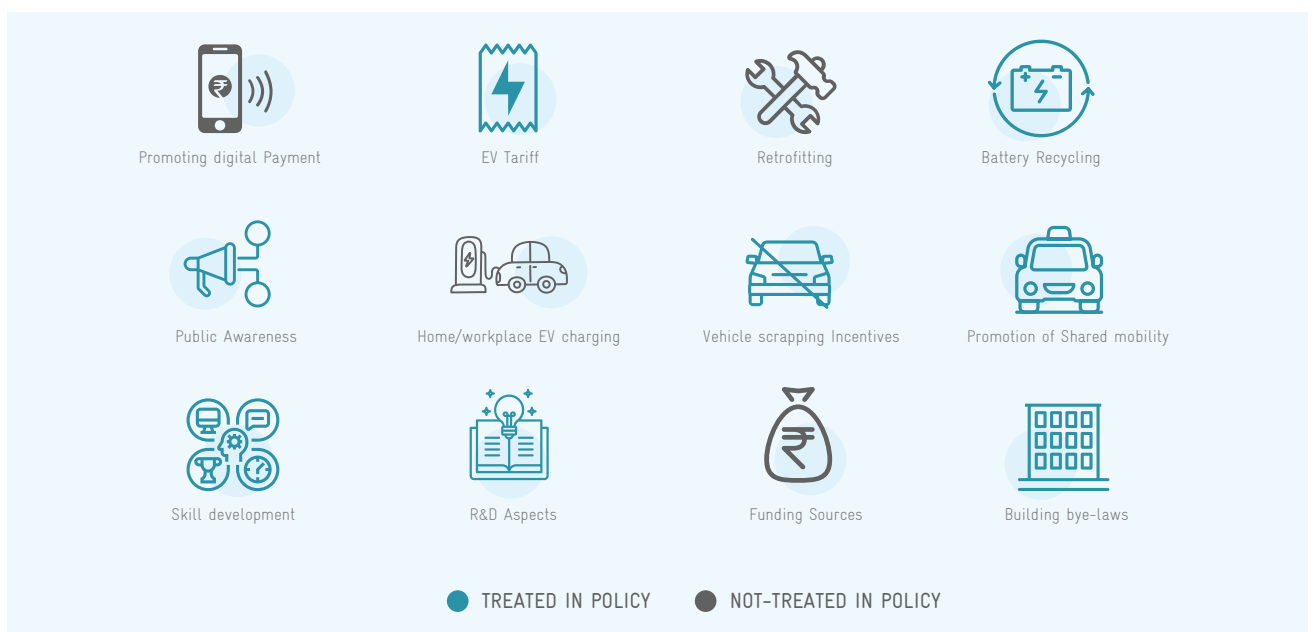 Promoting digital Payment
EV Tariff
Retrofitting
Battery Recycling
Public Awareness
Home/workplace EV charging
Vehicle scrapping Incentives
Promotion of Shared mobility
Skill development
R&D Aspects
Funding Sources
Building bye-laws
TREATED IN POLICY
NOT-TREATED IN POLICY